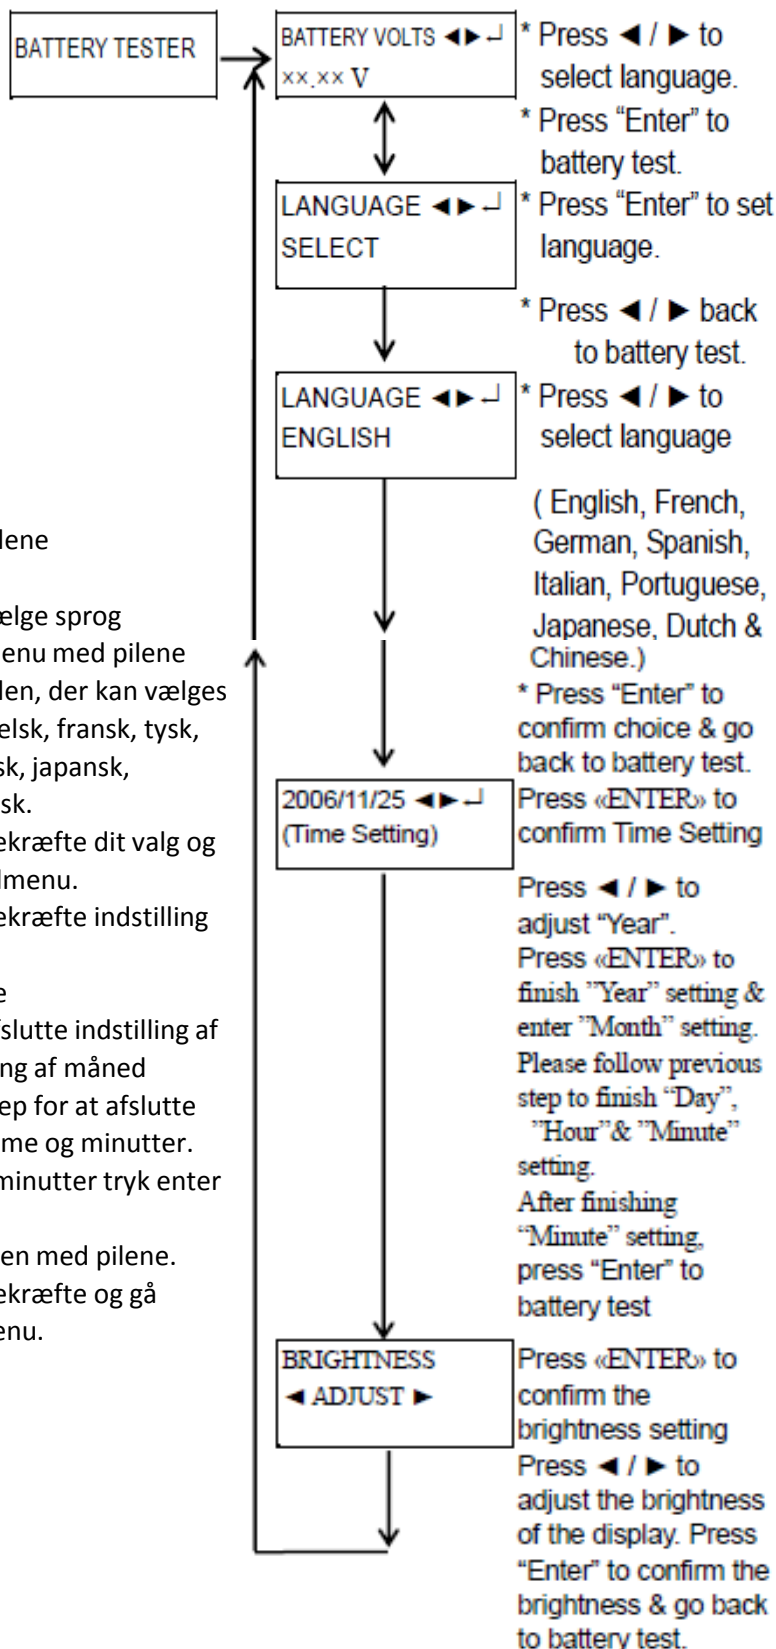 BATTERY TESTER
BATTERY VOLTS ◄►↵
××.×× V
* Press ◄ / ► to
select language.
* Press “Enter” to
battery test.
LANGUAGE ◄►↵
SELECT
* Press “Enter” to set
language.
* Press ◄ / ► back
to battery test.
LANGUAGE ◄►↵
ENGLISH
* Press ◄ / ► to
select language
( English, French,
German, Spanish,
Italian, Portuguese,
Japanese, Dutch &
Chinese.)
* Press “Enter” to
confirm choice & go
back to battery test.
2006/11/25 ◄►↵
(Time Setting)
Press «ENTER» to
confirm Time Setting
Press ◄ / ► to
adjust “Year”.
Press «ENTER» to
finish ”Year” setting &
enter ”Month” setting.
Please follow previous
step to finish “Day”,
”Hour”& ”Minute”
setting.
After finishing
“Minute” setting,
press “Enter” to
battery test
BRIGHTNESS
◄ ADJUST ►
Press «ENTER» to
confirm the
brightness setting
Press ◄ / ► to
adjust the brightness
of the display. Press
“Enter” to confirm the
brightness & go back
to battery test.
lene
ælge sprog
enu med pilene
len, der kan vælges
elsk, fransk, tysk,
sk, japansk,
sk.
ekræfte dit valg og
dmenu.
ekræfte indstilling
e
fslutte indstilling af
ng af måned
ep for at afslutte
me og minutter.
minutter tryk enter
en med pilene.
ekræfte og gå
enu.